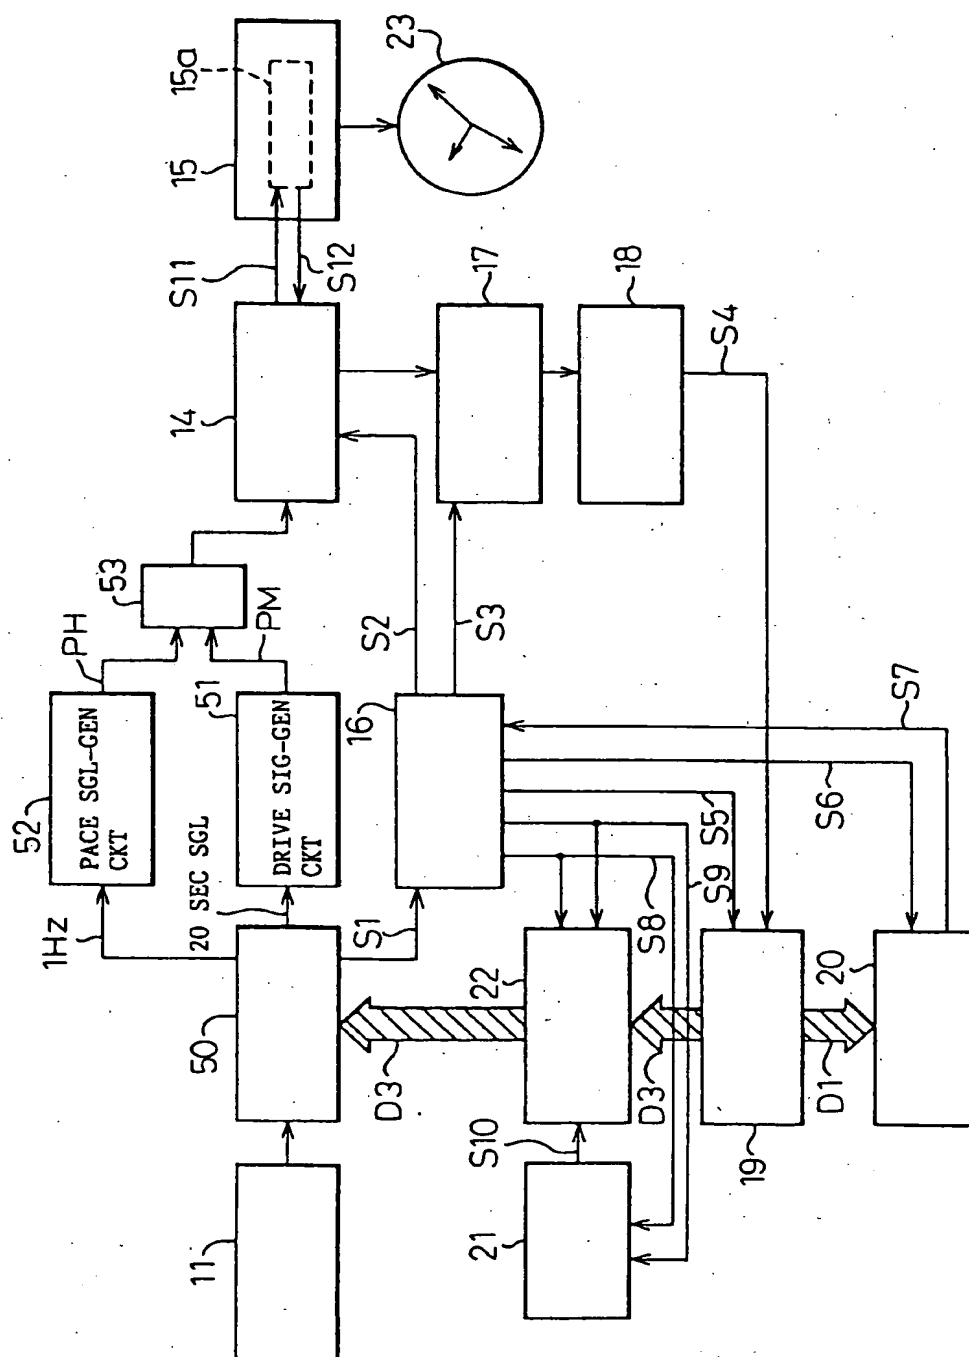 11
50
1Hz
52
PACE SGL-GEN
CKT
PH
20 SEC SGL
51
DRIVE SIG-GEN
CKT
PM
53
14
S11
S12
15
15a
23
S1
16
S2
S3
17
18
S4
D3
22
S10
21
S8
S9
S5
S6
S7
D3
19
D1
20